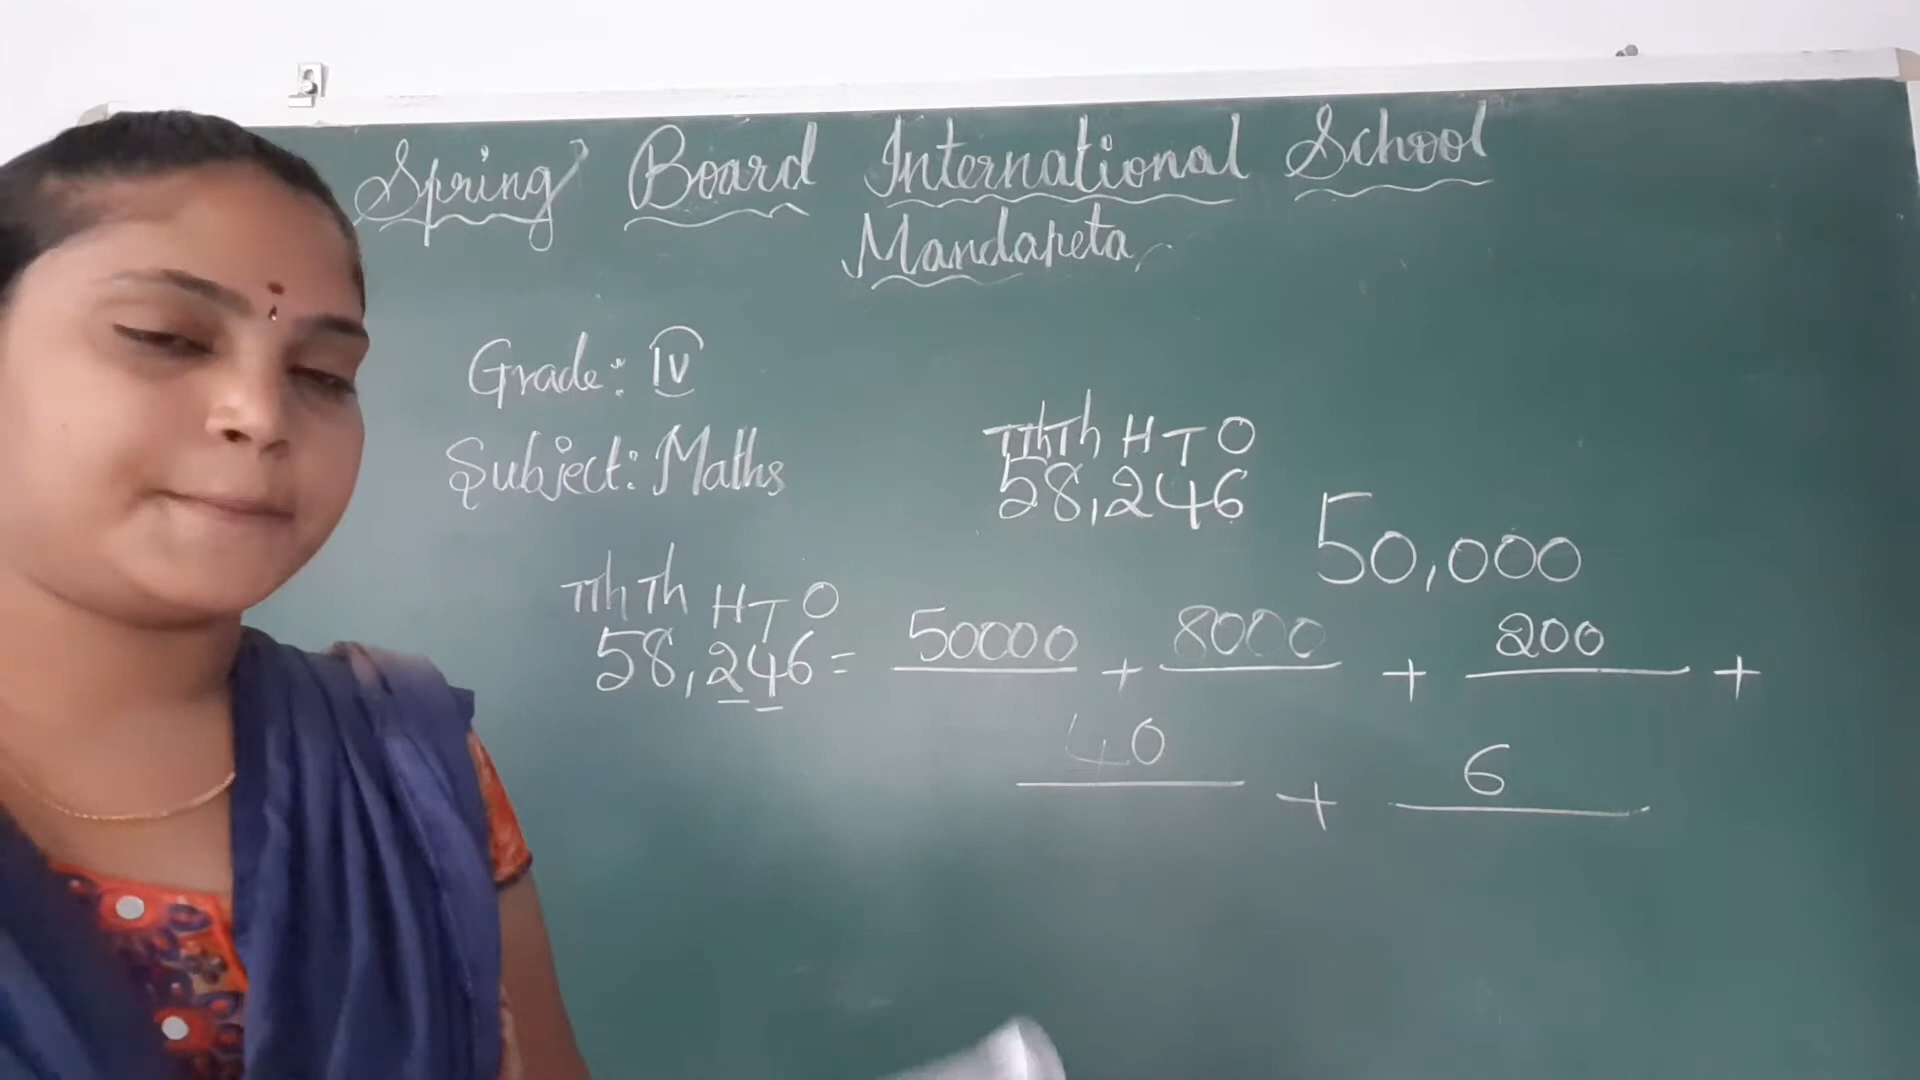 Spring Board International School
Mandapeta
Grade: IV
Subject: Maths
TTh Th H T O
58,246
50,000
TTh Th H T O
58,246 = 50000 + 8000 + 200 +
40 + 6